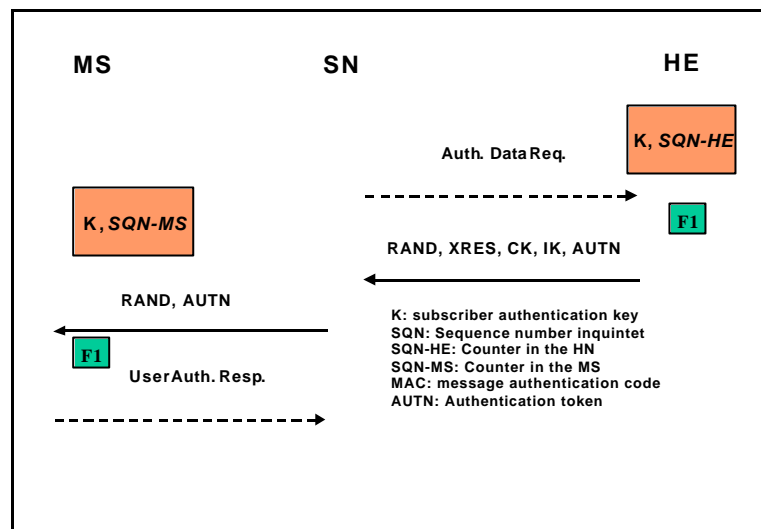 MS SN HE
K, SQN-HE
Auth. Data Req.
K, SQN-MS
F1
RAND, XRES, CK, IK, AUTN
RAND, AUTN
K: subscriber authentication key
SQN: Sequence number inquintet
SQN-HE: Counter in the HN
F1
SQN-MS: Counter in the MS
User Auth. Resp.
MAC: message authentication code
AUTN: Authentication token